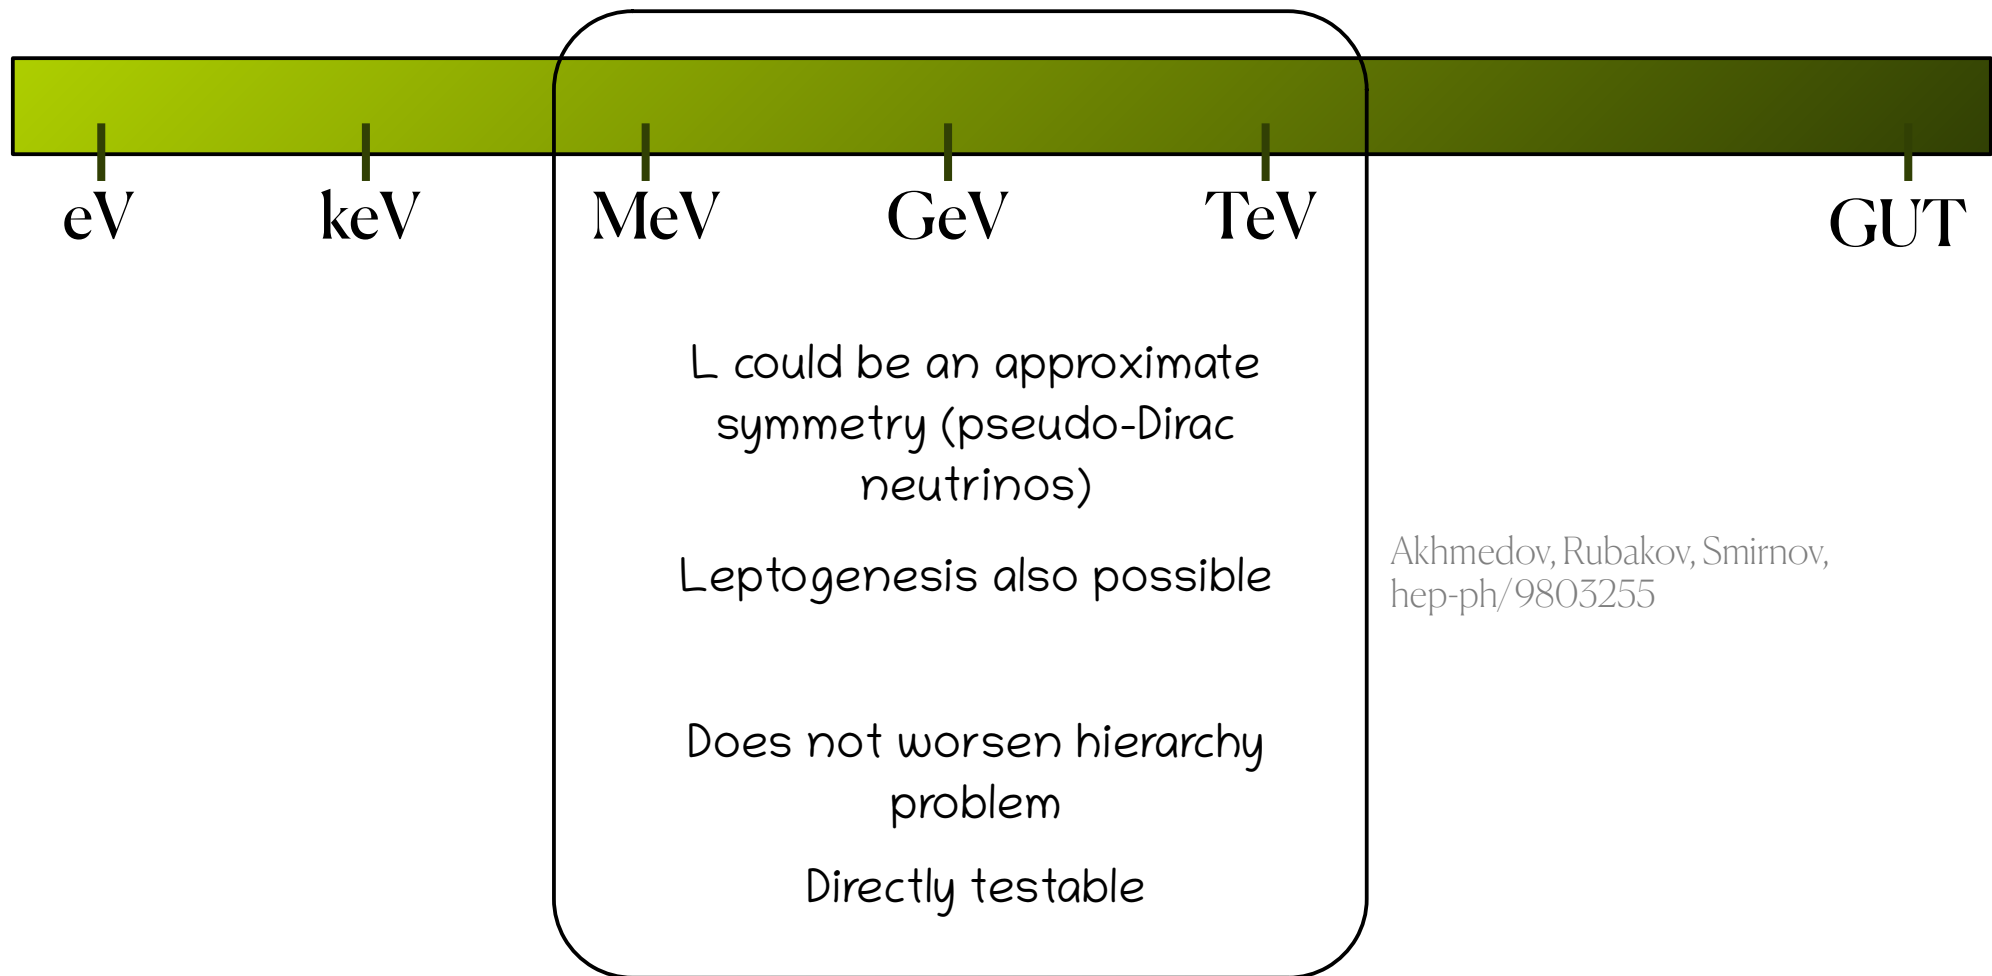 eV
keV
MeV
GeV
TeV
GUT
L could be an approximate
symmetry (pseudo-Dirac
neutrinos)
Leptogenesis also possible
Akhmedov, Rubakov, Smirnov,
hep-ph/9803255
Does not worsen hierarchy
problem
Directly testable